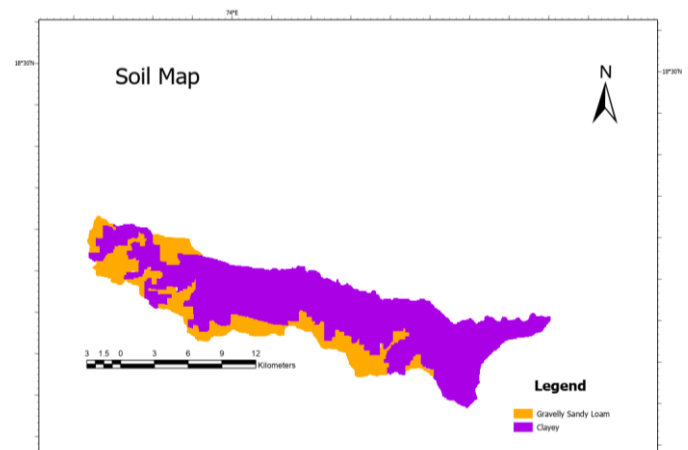 74°E
18°30'N
18°30'N
Soil Map
N
3 1.5 0 3 6 9 12
Kilometers
Legend
Gravelly Sandy Loam
Clayey